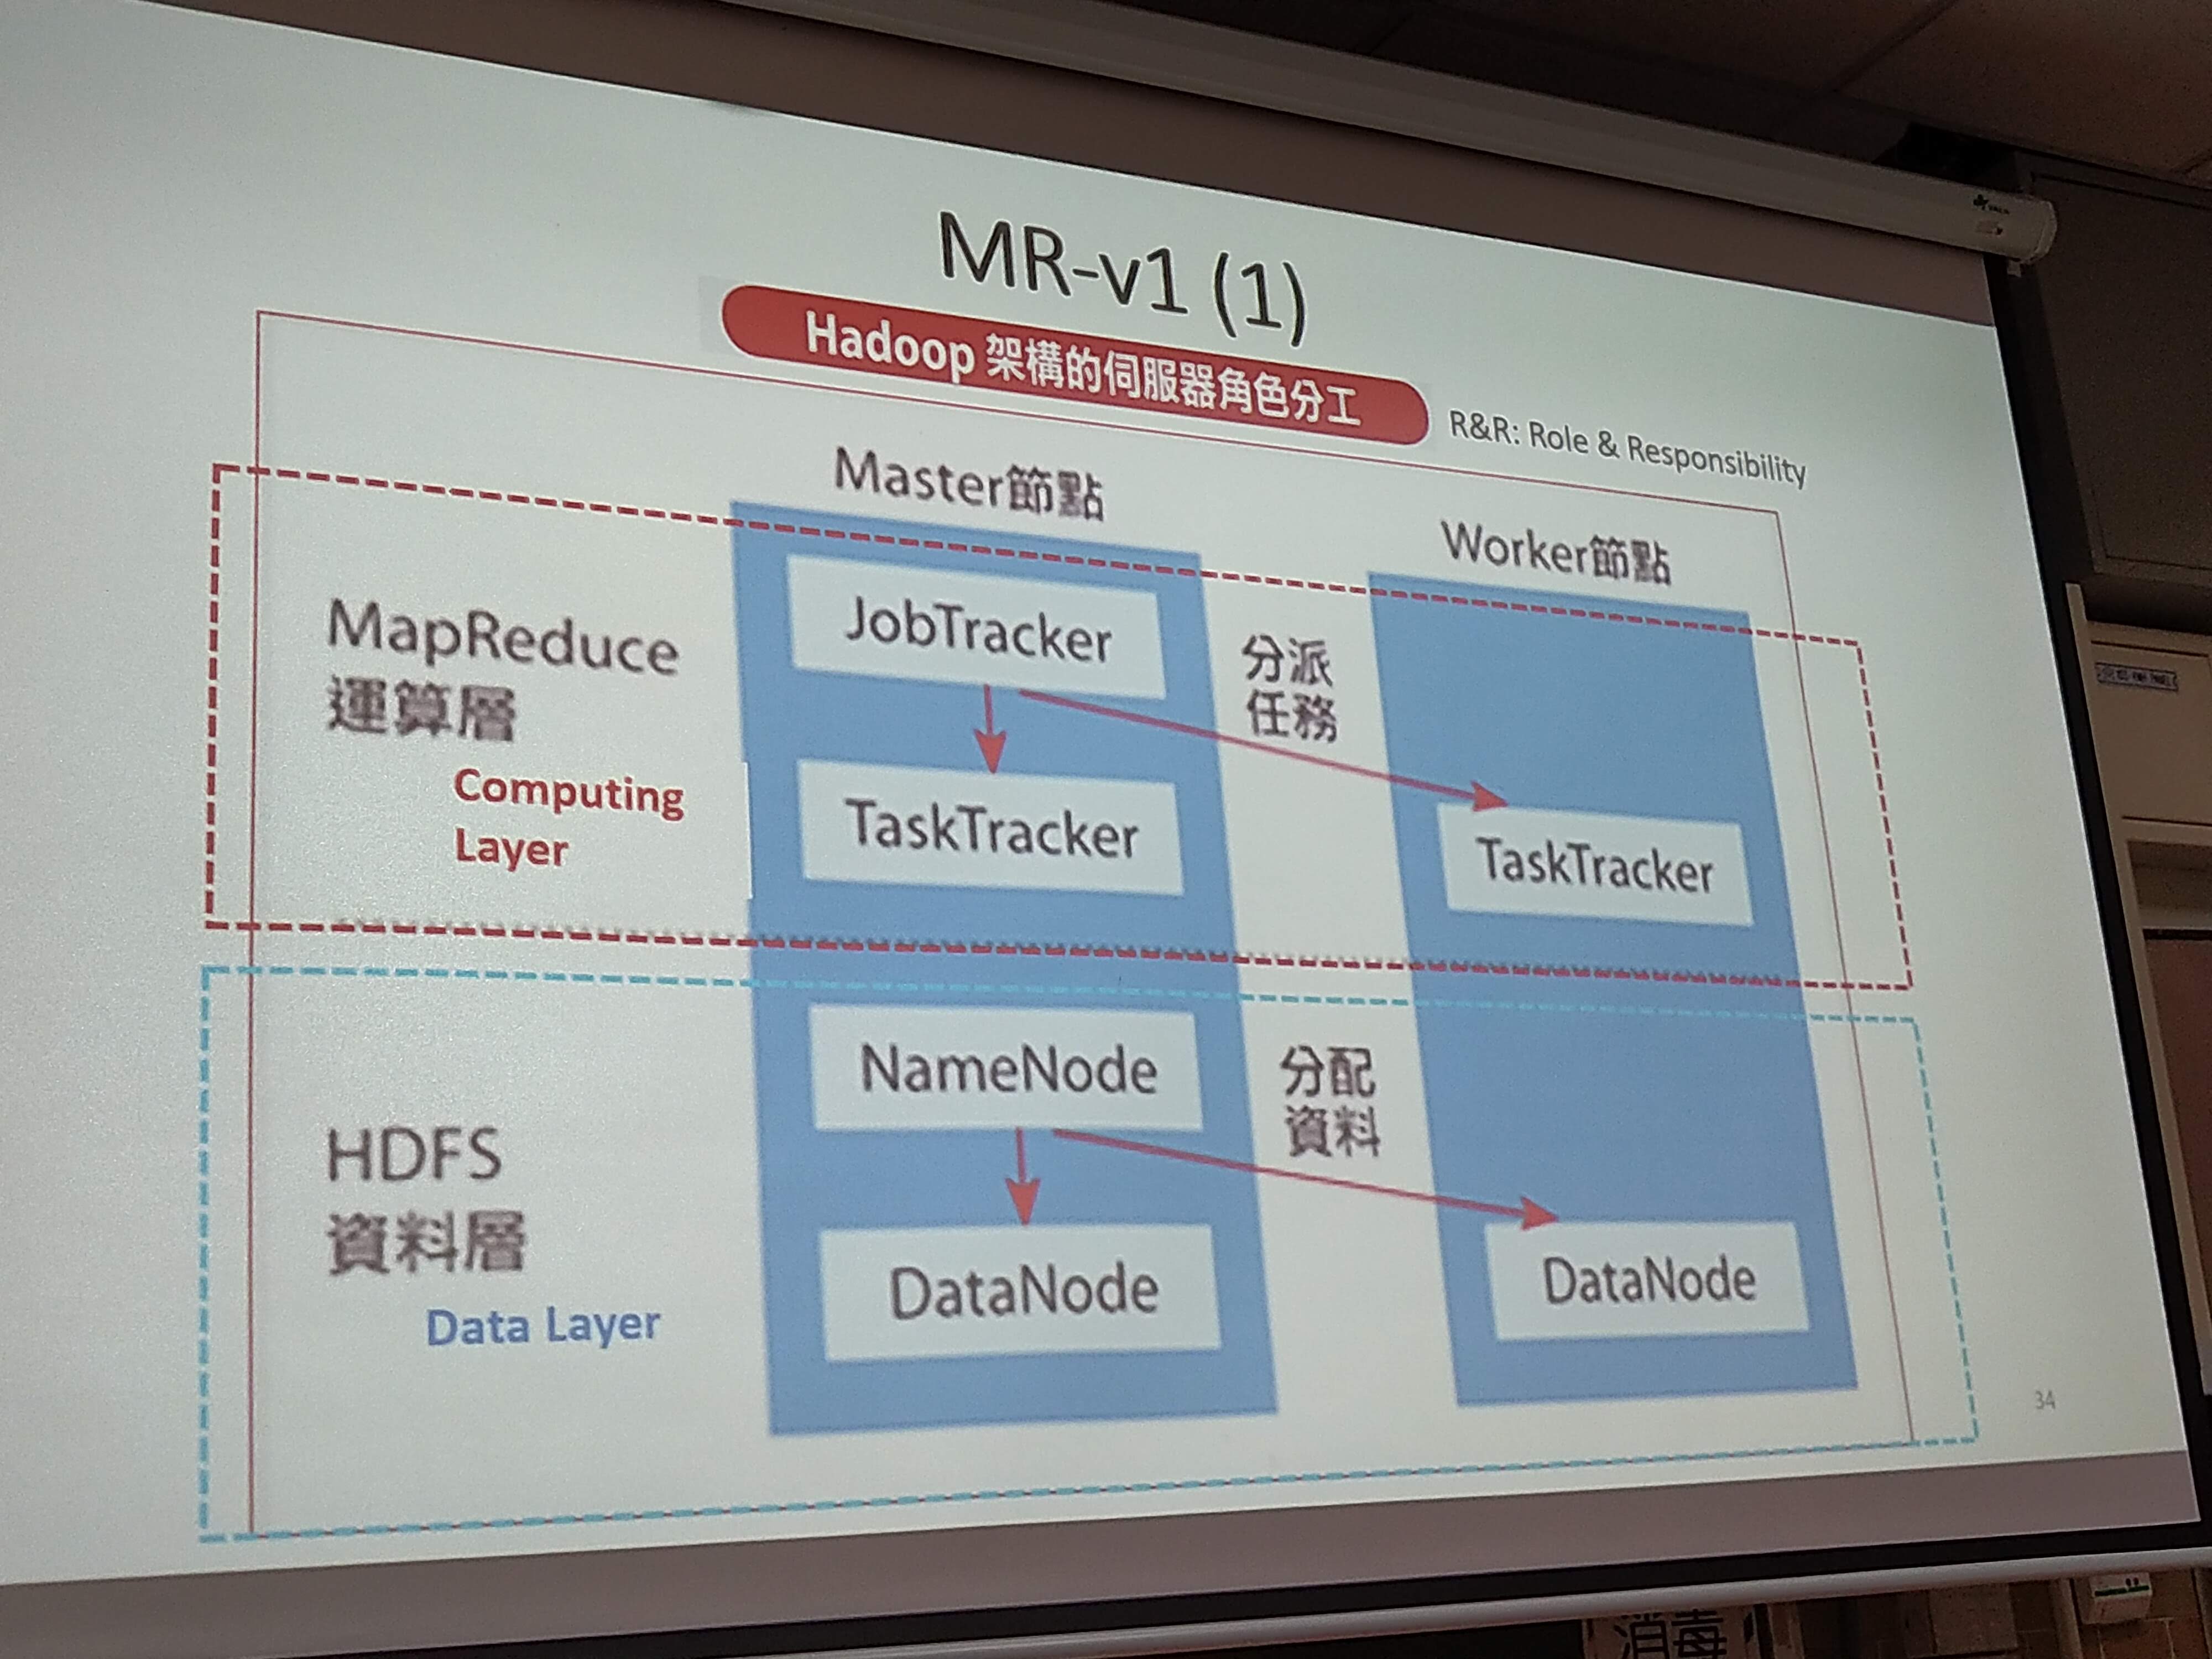 MR-v1 (1)
Hadoop 架構的伺服器角色分工
R&R: Role & Responsibility
Master節點
Worker節點
MapReduce
運算層
Computing
Layer
JobTracker
分派
任務
TaskTracker
TaskTracker
HDFS
資料層
Data Layer
NameNode
分配
資料
DataNode
DataNode
34
消毒